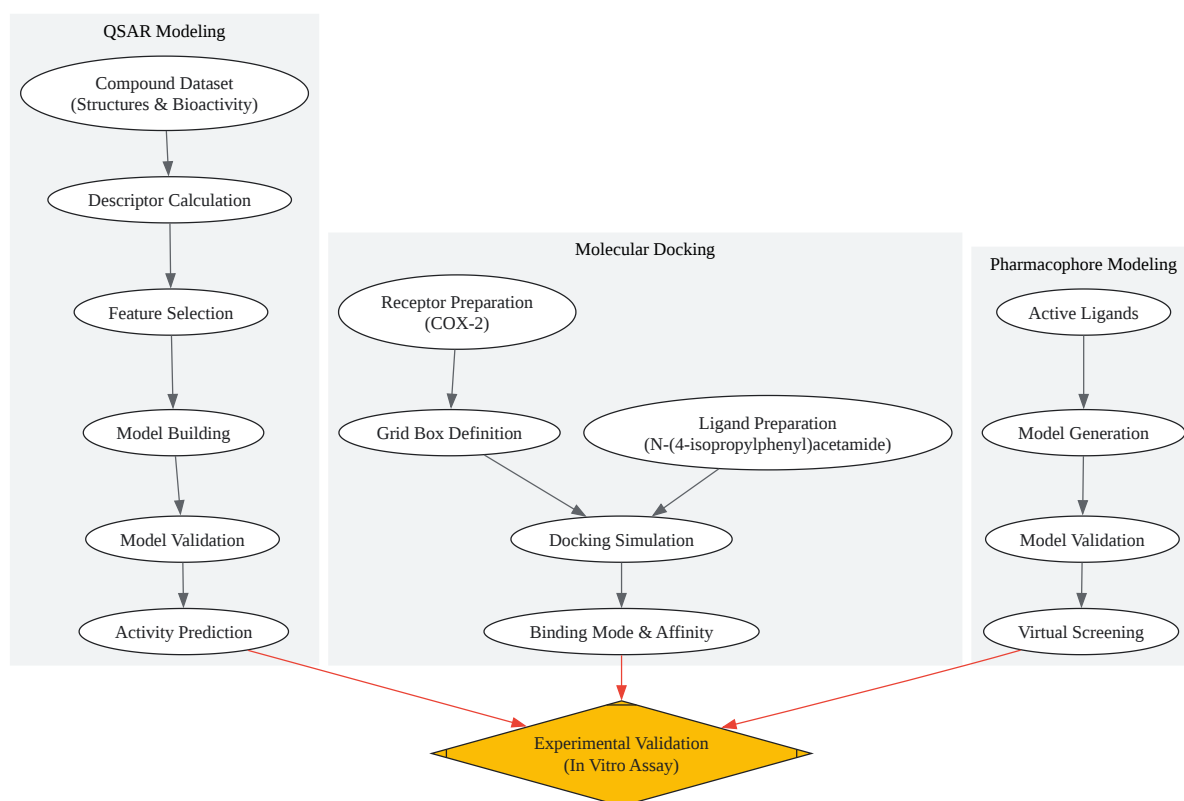 QSAR Modeling
Compound Dataset
(Structures & Bioactivity)
Descriptor Calculation
Feature Selection
Model Building
Model Validation
Activity Prediction
Molecular Docking
Receptor Preparation
(COX-2)
Grid Box Definition
Ligand Preparation
(N-(4-isopropylphenyl)acetamide)
Docking Simulation
Binding Mode & Affinity
Pharmacophore Modeling
Active Ligands
Model Generation
Model Validation
Virtual Screening
Experimental Validation
(In Vitro Assay)